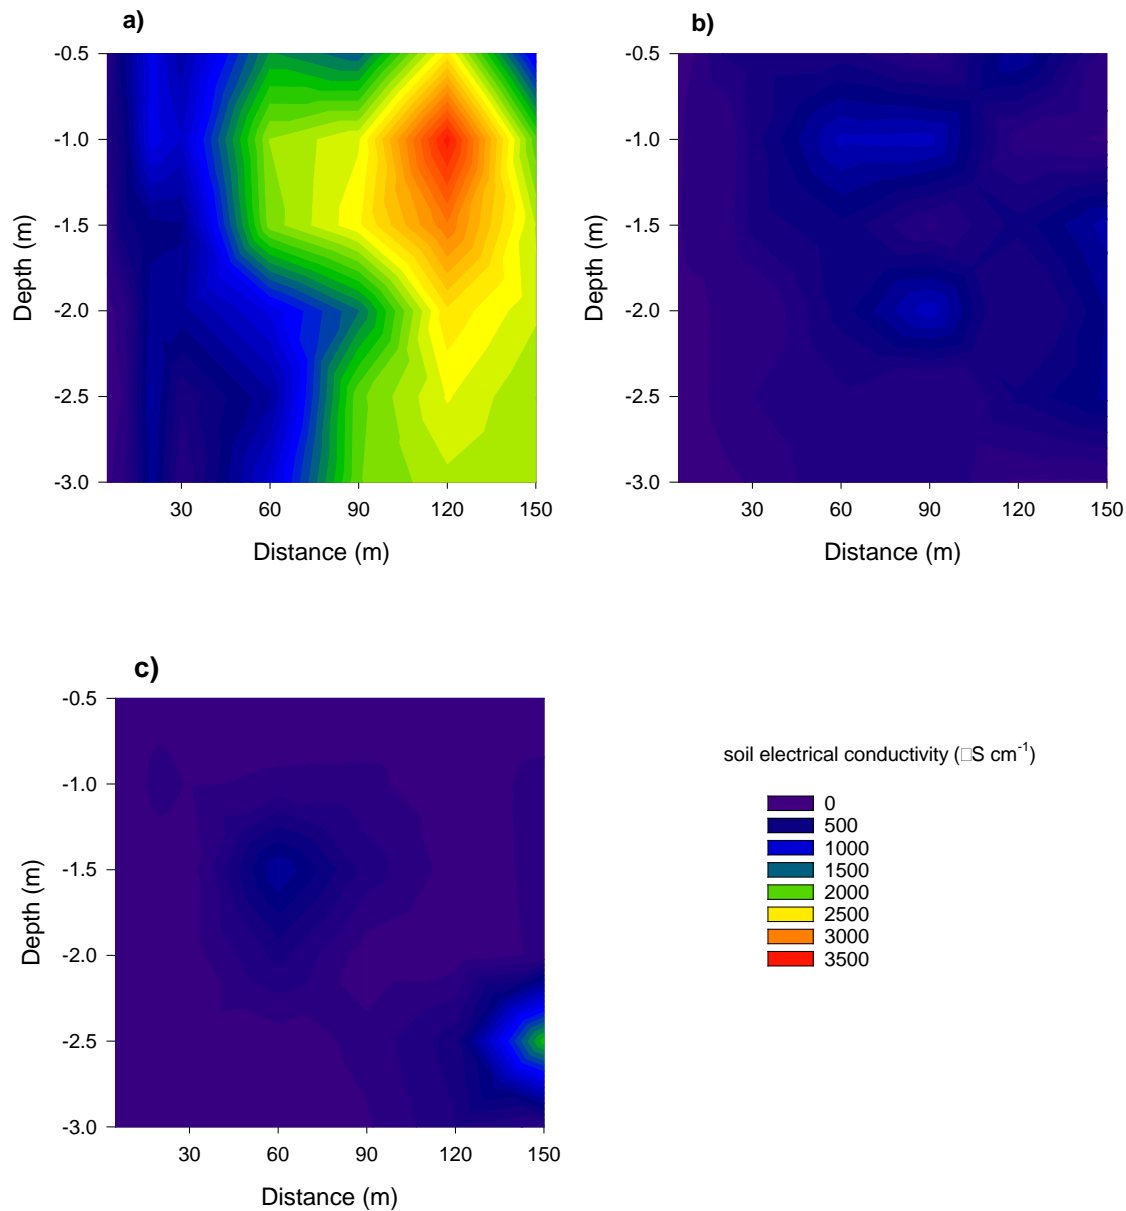 a)
-0.5
-1.0
-1.5
-2.0
-2.5
-3.0
Depth (m)
30 60 90 120 150
Distance (m)
b)
-0.5
-1.0
-1.5
-2.0
-2.5
-3.0
Depth (m)
30 60 90 120 150
Distance (m)
c)
-0.5
-1.0
-1.5
-2.0
-2.5
-3.0
Depth (m)
30 60 90 120 150
Distance (m)
soil electrical conductivity (□S cm⁻¹)
0
500
1000
1500
2000
2500
3000
3500